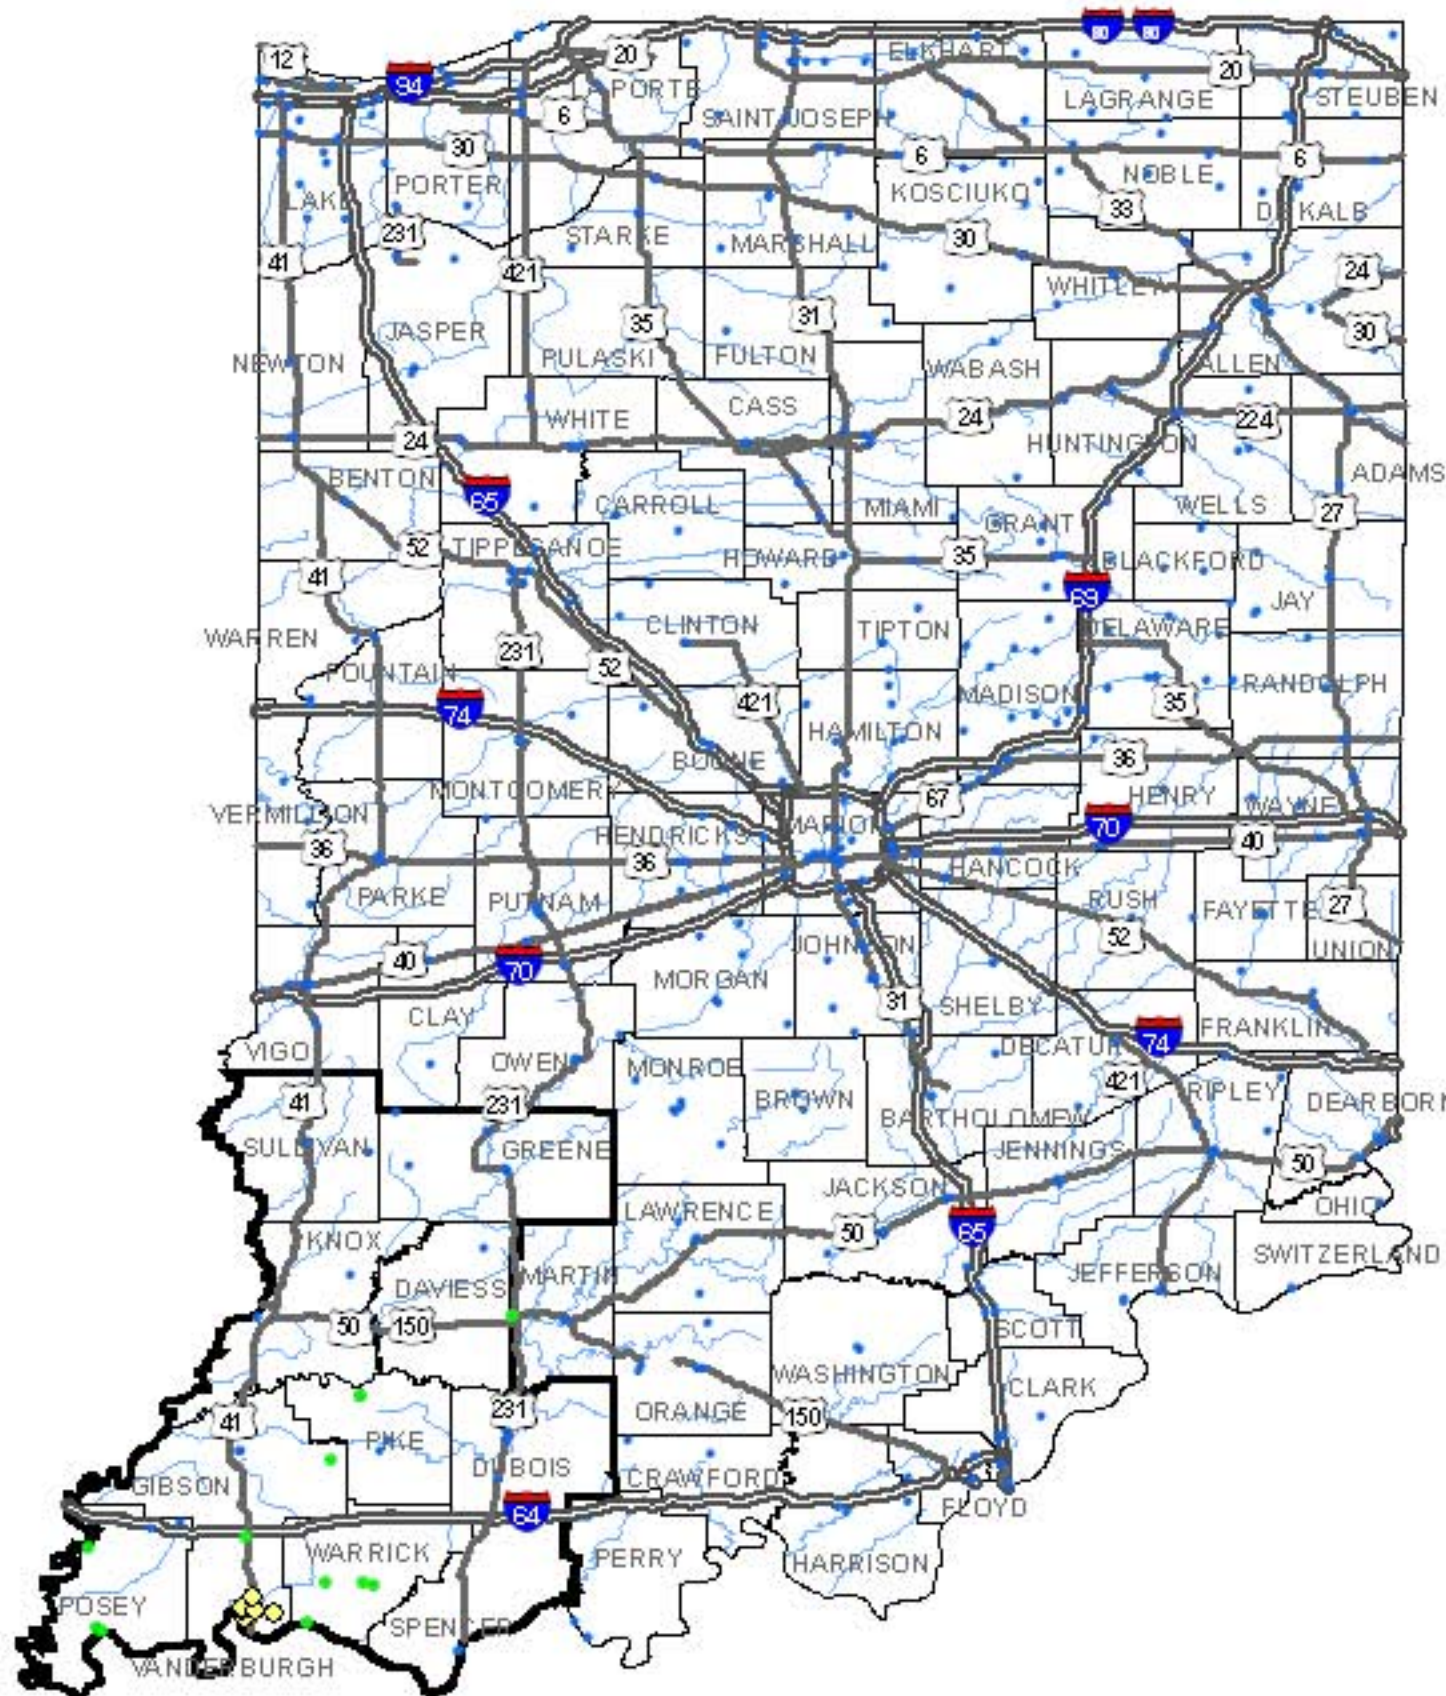 80 80
12
20
ELKHART
20
94
LA PORTE
LAGRANGE
STEUBEN
6
SAINT JOSEPH
30
6
6
PORTER
KOSCIUKO
NOBLE
LAKE
33
DE KALB
231
STARKE
MARSHALL
30
41
421
24
WHITLEY
35
31
30
JASPER
NEWTON
PULASKI
FULTON
WABASH
ALLEN
WHITE
CASS
24
224
24
HUNTINGTON
BENTON
ADAMS
65
CARROLL
MIAMI
WELLS
27
GRANT
52
TIPPECANOE
HOWARD
35
BLACKFORD
41
69
JAY
WARREN
CLINTON
TIPTON
DELAWARE
231
52
FOUNTAIN
RANDOLPH
74
421
MADISON
35
HAMILTON
BOONE
36
MONTGOMERY
67
HENRY
WAYNE
VERMILLION
HENDRICKS
MARION
70
36
36
40
HANCOCK
PARKE
PUTNAM
RUSH
FAYETTE
27
52
JOHNSON
UNION
40
70
MORGAN
31
SHELBY
CLAY
FRANKLIN
VIGO
OWEN
MONROE
DECATUR
74
421
RIPLEY
41
231
BROWN
DEARBORN
BARTHOLOMEW
SULLIVAN
GREENE
JENNINGS
50
JACKSON
OHIO
LAWRENCE
KNOX
50
65
SWITZERLAND
DAVIESS
MARTIN
JEFFERSON
50
150
SCOTT
WASHINGTON
CLARK
41
231
ORANGE
150
PIKE
DUBOIS
GIBSON
CRAWFORD
64
FLOYD
WARRICK
PERRY
HARRISON
POSEY
SPENCER
VANDERBURGH